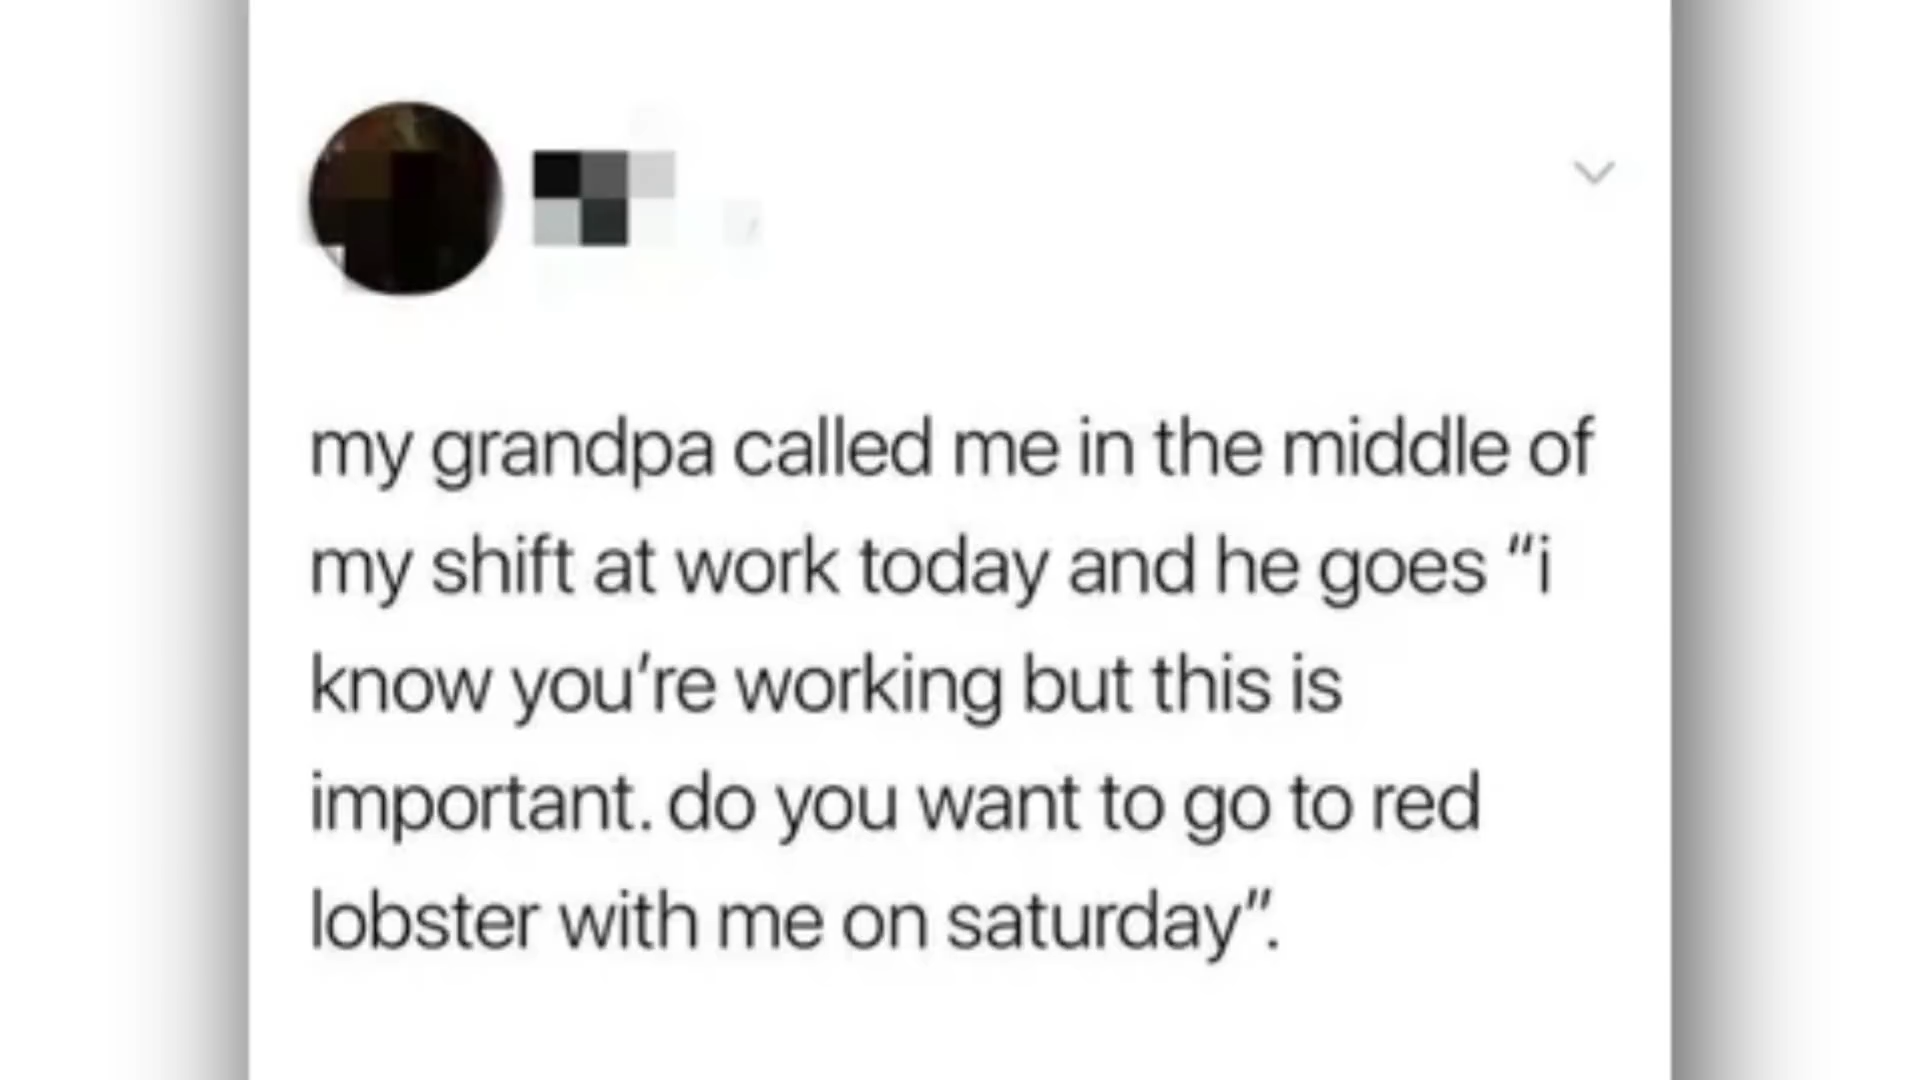 my grandpa called me in the middle of
my shift at work today and he goes “i
know you’re working but this is
important. do you want to go to red
lobster with me on saturday”.